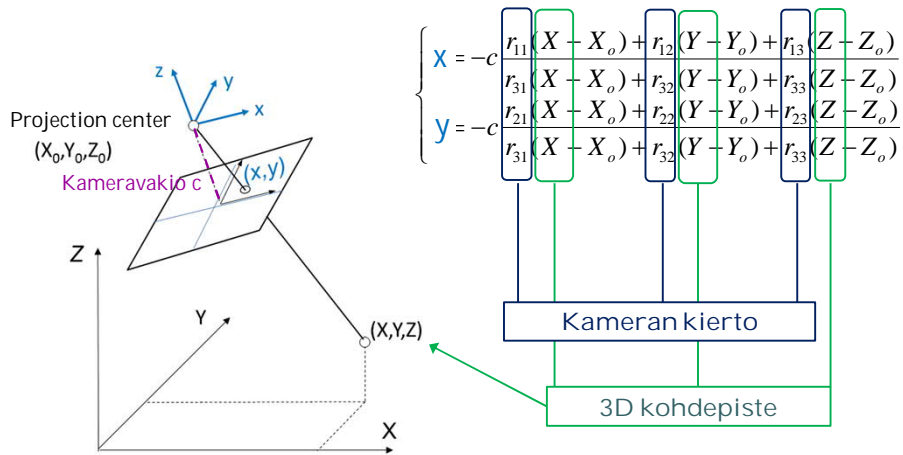 x = -c r₁₁(X - Xₒ) + r₁₂(Y - Yₒ) + r₁₃(Z - Zₒ)
r₃₁(X - Xₒ) + r₃₂(Y - Yₒ) + r₃₃(Z - Zₒ)
y = -c r₂₁(X - Xₒ) + r₂₂(Y - Yₒ) + r₂₃(Z - Zₒ)
r₃₁(X - Xₒ) + r₃₂(Y - Yₒ) + r₃₃(Z - Zₒ)
z
y
x
Projection center
(X₀,Y₀,Z₀)
Kameravakio c
(x,y)
Z
Y
(X,Y,Z)
X
Kameran kierto
3D kohdepiste